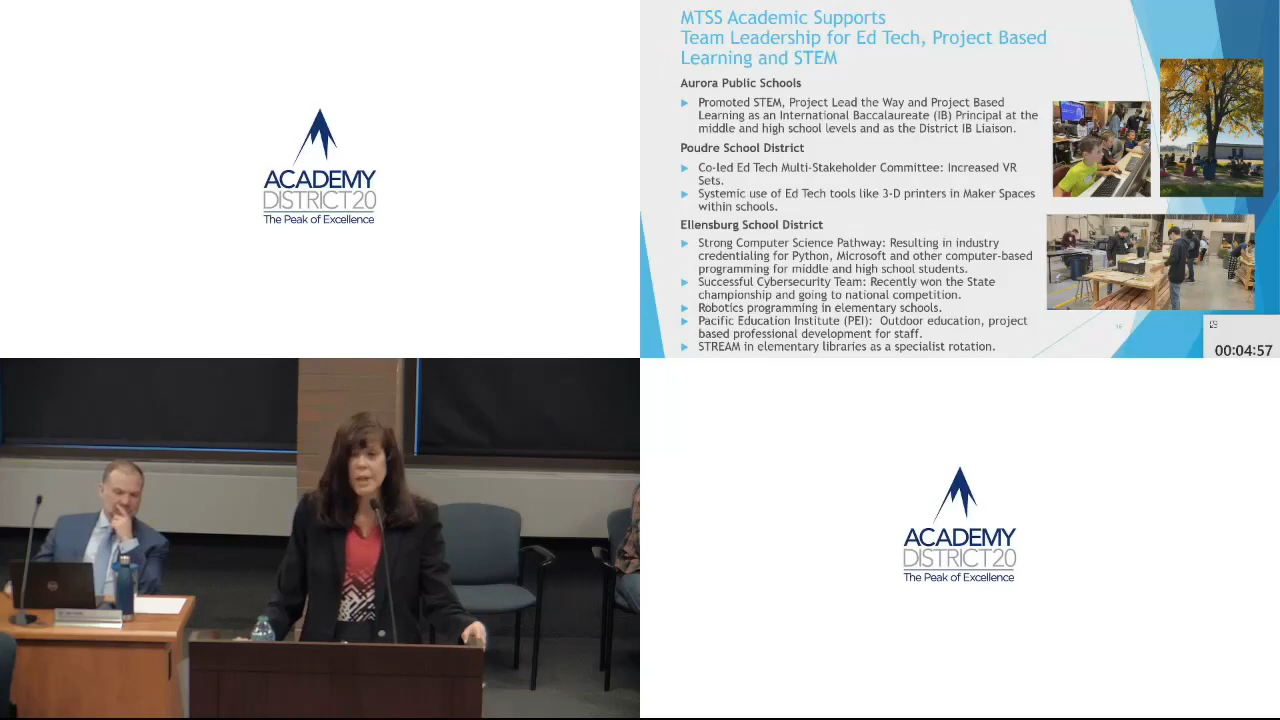 ACADEMY
DISTRICT20
The Peak of Excellence
MTSS Academic Supports
Team Leadership for Ed Tech, Project Based
Learning and STEM
Aurora Public Schools
Promoted STEM, Project Lead the Way and Project Based
Learning as an International Baccalaureate (IB) Principal at the
middle and high school levels and as the District IB Liaison.
Poudre School District
Co-led Ed Tech Multi-Stakeholder Committee: Increased VR
Sets.
Systemic use of Ed Tech tools like 3-D printers in Maker Spaces
within schools.
Ellensburg School District
Strong Computer Science Pathway: Resulting in industry
credentialing for Python, Microsoft and other computer-based
programming for middle and high school students.
Successful Cybersecurity Team: Recently won the State
championship and going to national competition.
Robotics programming in elementary schools.
Pacific Education Institute (PEI): Outdoor education, project
based professional development for staff.
STREAM in elementary libraries as a specialist rotation.
00:04:57
ACADEMY
DISTRICT20
The Peak of Excellence